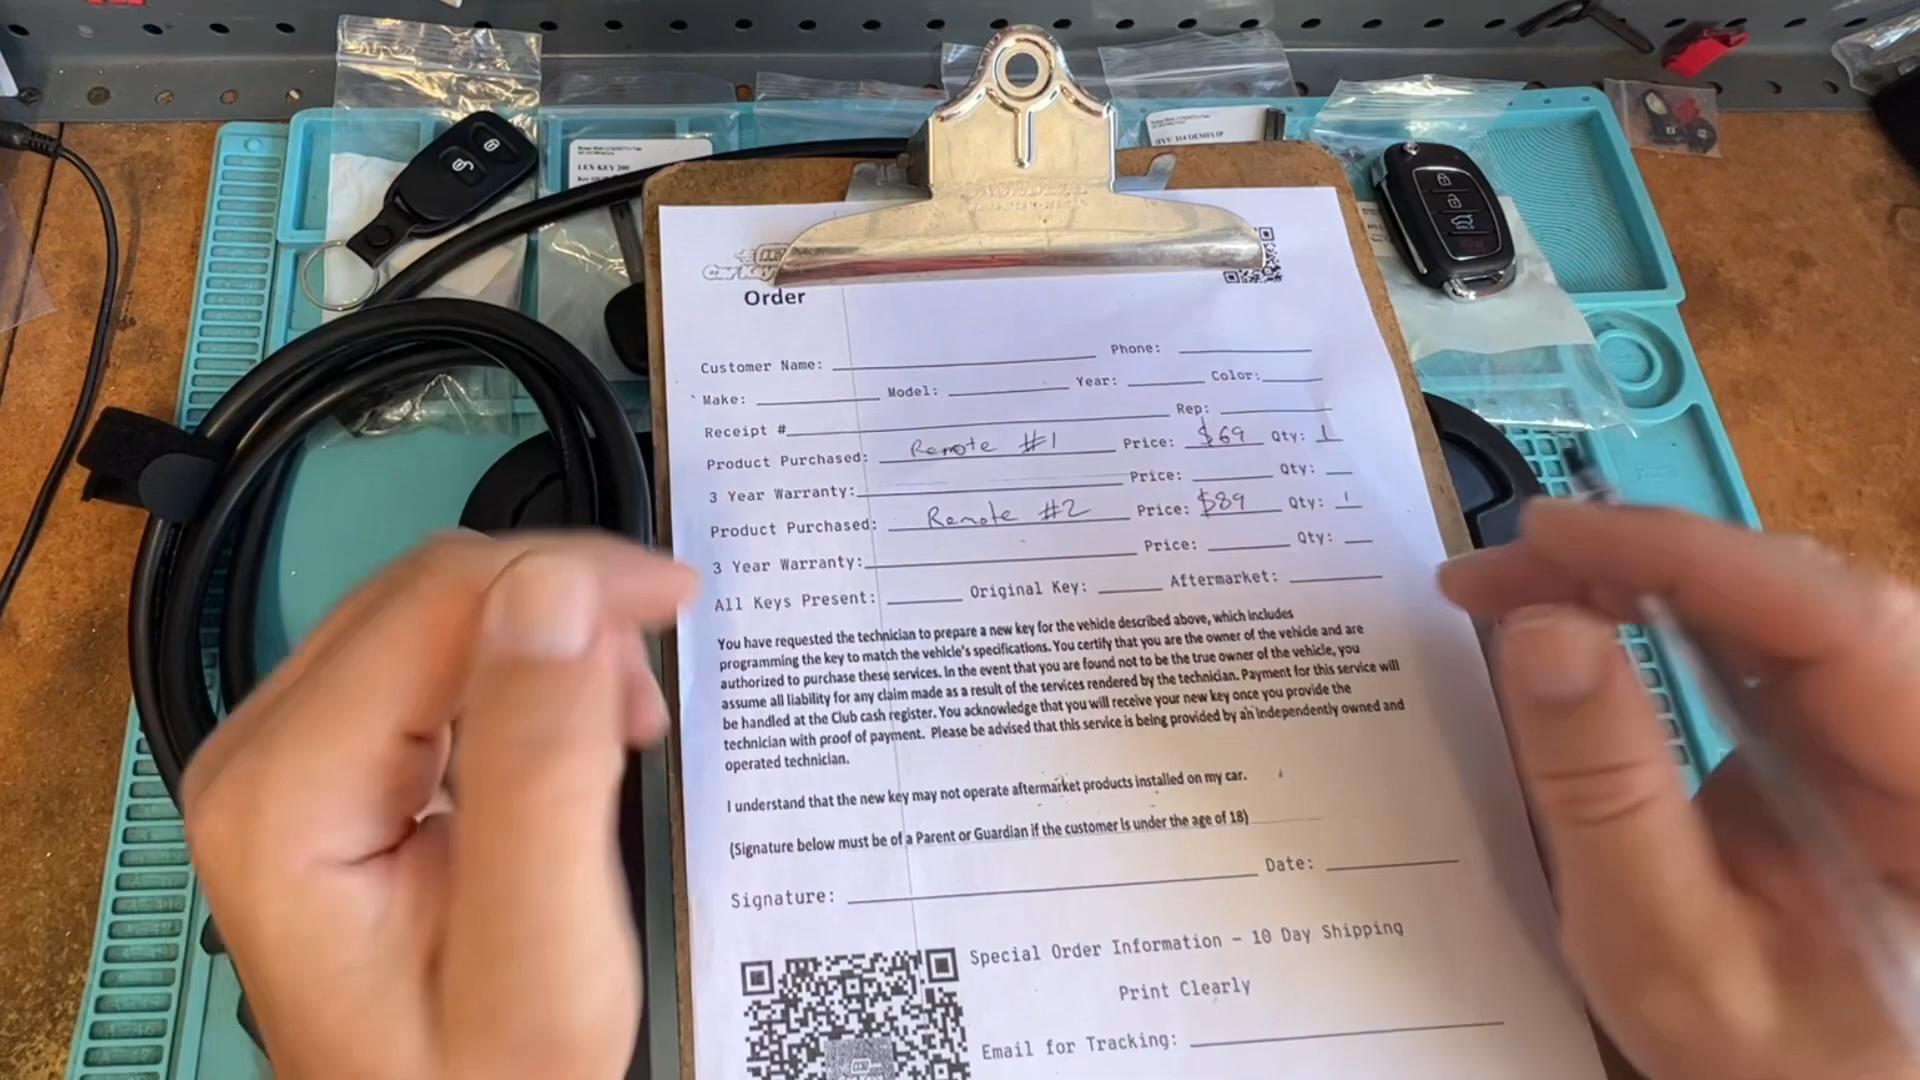 LEX KEY 200
Order
Customer Name: Phone:
Make: Model: Year: Color:
Receipt # Rep:
Product Purchased: Remote #1 Price: $69 Qty: 1
3 Year Warranty: Price: Qty:
Product Purchased: Remote #2 Price: $89 Qty: 1
3 Year Warranty: Price: Qty:
All Keys Present: Original Key: Aftermarket:
You have requested the technician to prepare a new key for the vehicle described above, which includes
programming the key to match the vehicle's specifications. You certify that you are the owner of the vehicle and are
authorized to purchase these services. In the event that you are found not to be the true owner of the vehicle, you
assume all liability for any claim made as a result of the services rendered by the technician. Payment for this service will
be handled at the Club cash register. You acknowledge that you will receive your new key once you provide the
technician with proof of payment. Please be advised that this service is being provided by an independently owned and
operated technician.
I understand that the new key may not operate aftermarket products installed on my car.
(Signature below must be of a Parent or Guardian if the customer is under the age of 18)
Signature: Date:
Special Order Information - 10 Day Shipping
Print Clearly
Email for Tracking: